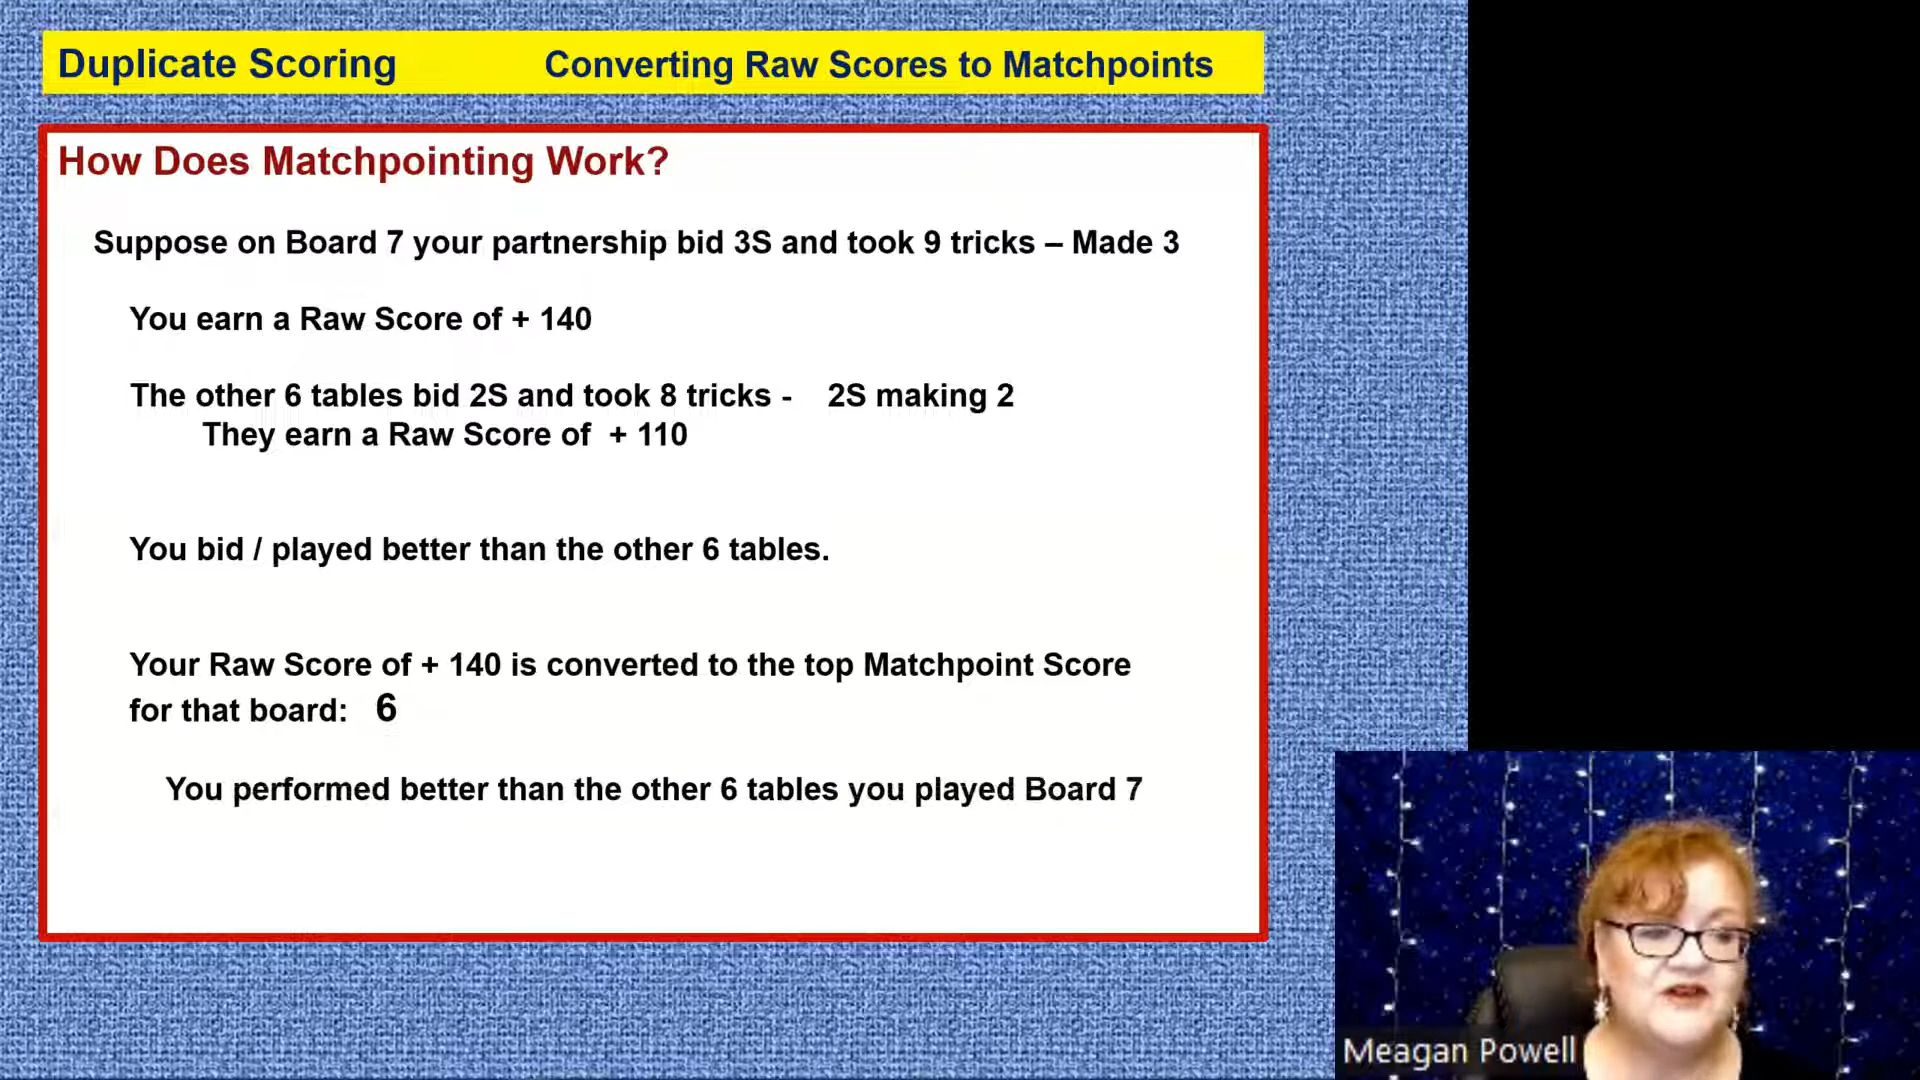 Duplicate Scoring Converting Raw Scores to Matchpoints
How Does Matchpointing Work?
Suppose on Board 7 your partnership bid 3S and took 9 tricks – Made 3
You earn a Raw Score of + 140
The other 6 tables bid 2S and took 8 tricks - 2S making 2
They earn a Raw Score of + 110
You bid / played better than the other 6 tables.
Your Raw Score of + 140 is converted to the top Matchpoint Score
for that board: 6
You performed better than the other 6 tables you played Board 7
Meagan Powell